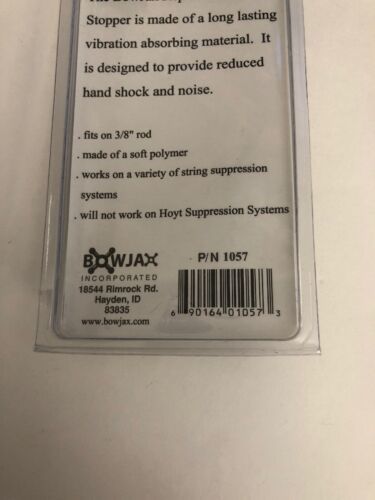 Stopper is made of a long lasting
vibration absorbing material. It
is designed to provide reduced
hand shock and noise.
. fits on 3/8" rod
. made of a soft polymer
. works on a variety of string suppression
systems
. will not work on Hoyt Suppression Systems
BOWJAX
INCORPORATED
18544 Rimrock Rd.
Hayden, ID
83835
www.bowjax.com
P/N 1057
6 90164 01057 3